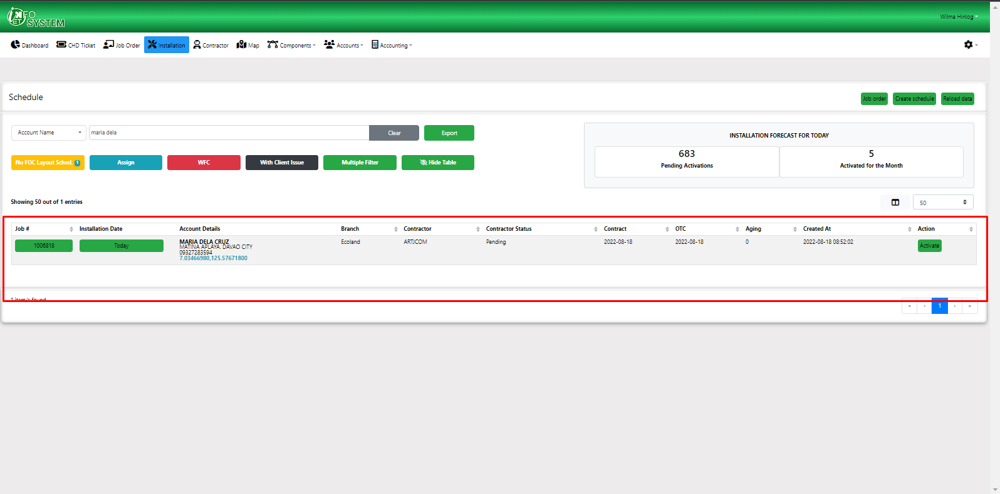 iNET
INFO
SYSTEM
Wilma Hinlog
Dashboard CHD Ticket Job Order Installation Contractor Map Components Accounts Accounting
Schedule
Job order Create schedule Reload data
Account Name maria dela Clear Export
INSTALLATION FORECAST FOR TODAY
683 5
Pending Activations Activated for the Month
No FOC Layout Sched. 1 Assign WFC With Client Issue Multiple Filter Hide Table
Showing 50 out of 1 entries
50
Job # Installation Date Account Details Branch Contractor Contractor Status Contract OTC Aging Created At Action
1006818 Today MARIA DELA CRUZ Ecoland ARTJCOM Pending 2022-08-18 2022-08-18 0 2022-08-18 08:52:02 Activate
MATINA APLAYA, DAVAO CITY
09327283594
7.03466980,125.57671800
1 item/s found
« ‹ 1 › »